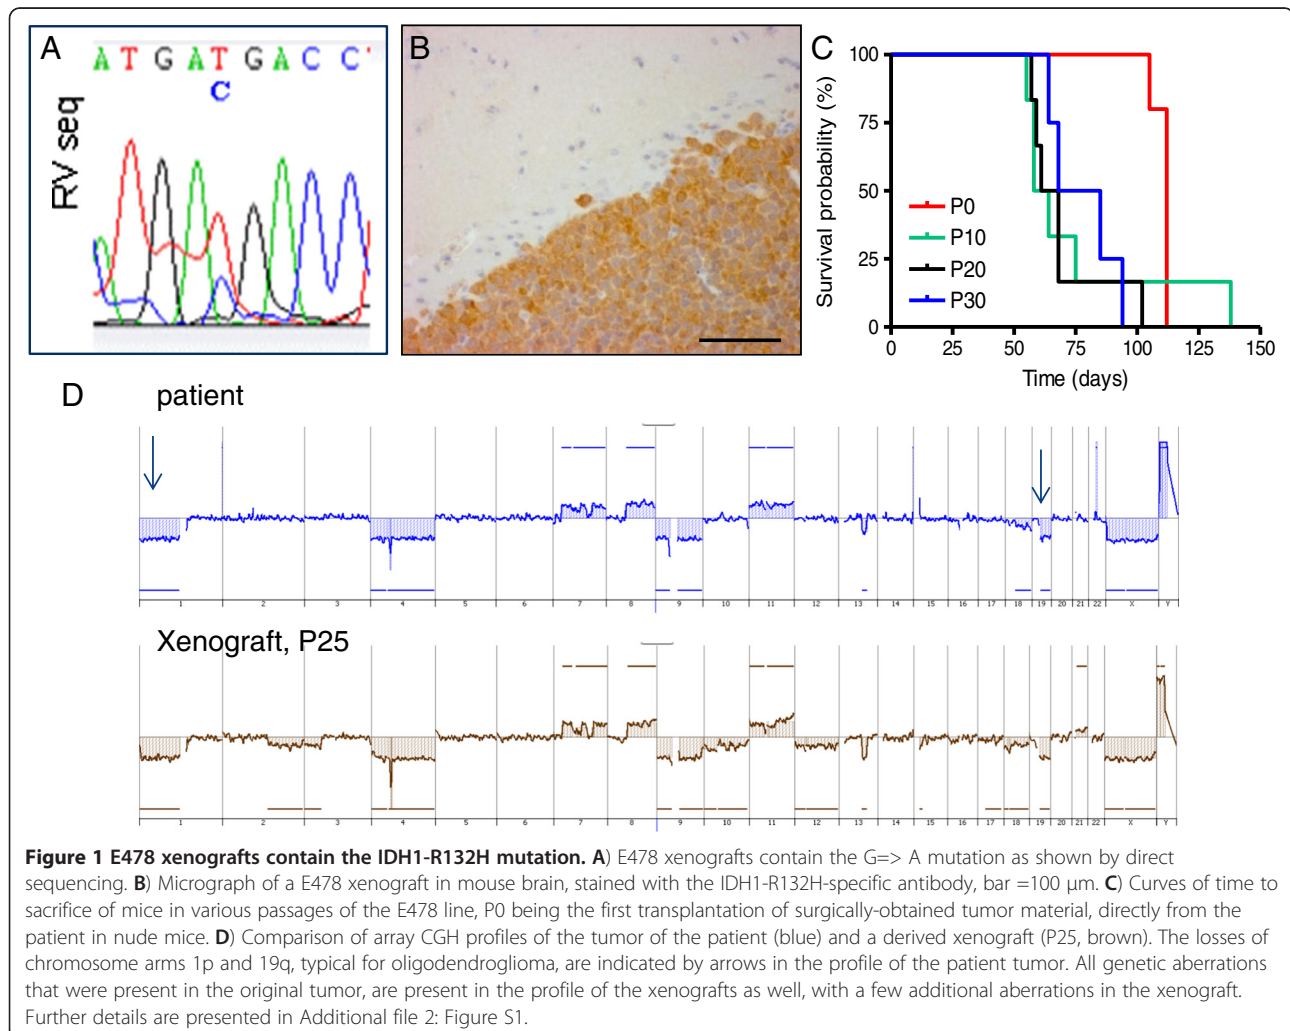 A
ATGATGACC
C
RV seq
B
C
Survival probability (%)
100
75
50
25
0
P0
P10
P20
P30
0 25 50 75 100 125 150
Time (days)
D
patient
1 2 3 4 5 6 7 8 9 10 11 12 13 14 15 16 17 18 19 20 21 22 X Y
Xenograft, P25
1 2 3 4 5 6 7 8 9 10 11 12 13 14 15 16 17 18 19 20 21 22 X Y
Figure 1 E478 xenografts contain the IDH1-R132H mutation. A) E478 xenografts contain the G=> A mutation as shown by direct
sequencing. B) Micrograph of a E478 xenograft in mouse brain, stained with the IDH1-R132H-specific antibody, bar =100 μm. C) Curves of time to
sacrifice of mice in various passages of the E478 line, P0 being the first transplantation of surgically-obtained tumor material, directly from the
patient in nude mice. D) Comparison of array CGH profiles of the tumor of the patient (blue) and a derived xenograft (P25, brown). The losses of
chromosome arms 1p and 19q, typical for oligodendroglioma, are indicated by arrows in the profile of the patient tumor. All genetic aberrations
that were present in the original tumor, are present in the profile of the xenografts as well, with a few additional aberrations in the xenograft.
Further details are presented in Additional file 2: Figure S1.